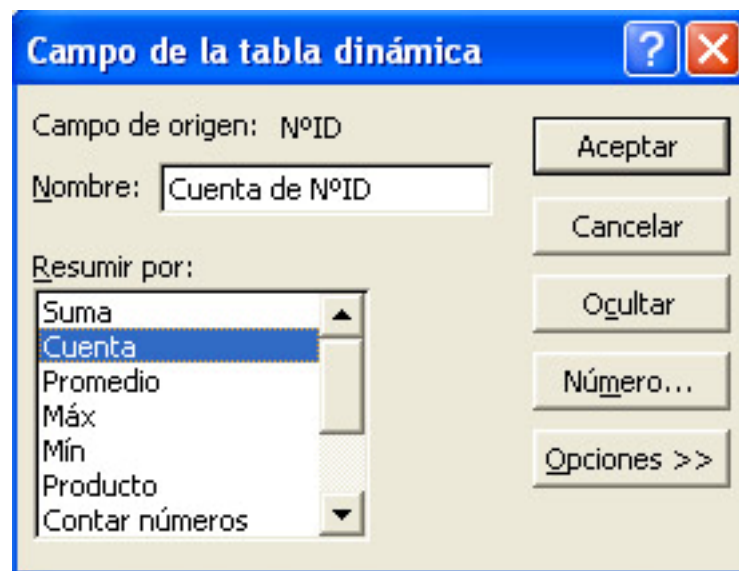 Campo de la tabla dinámica
Campo de origen: NºID
Nombre: Cuenta de NºID
Resumir por:
Suma
Cuenta
Promedio
Máx
Mín
Producto
Contar números
Aceptar
Cancelar
Ocultar
Número...
Opciones >>